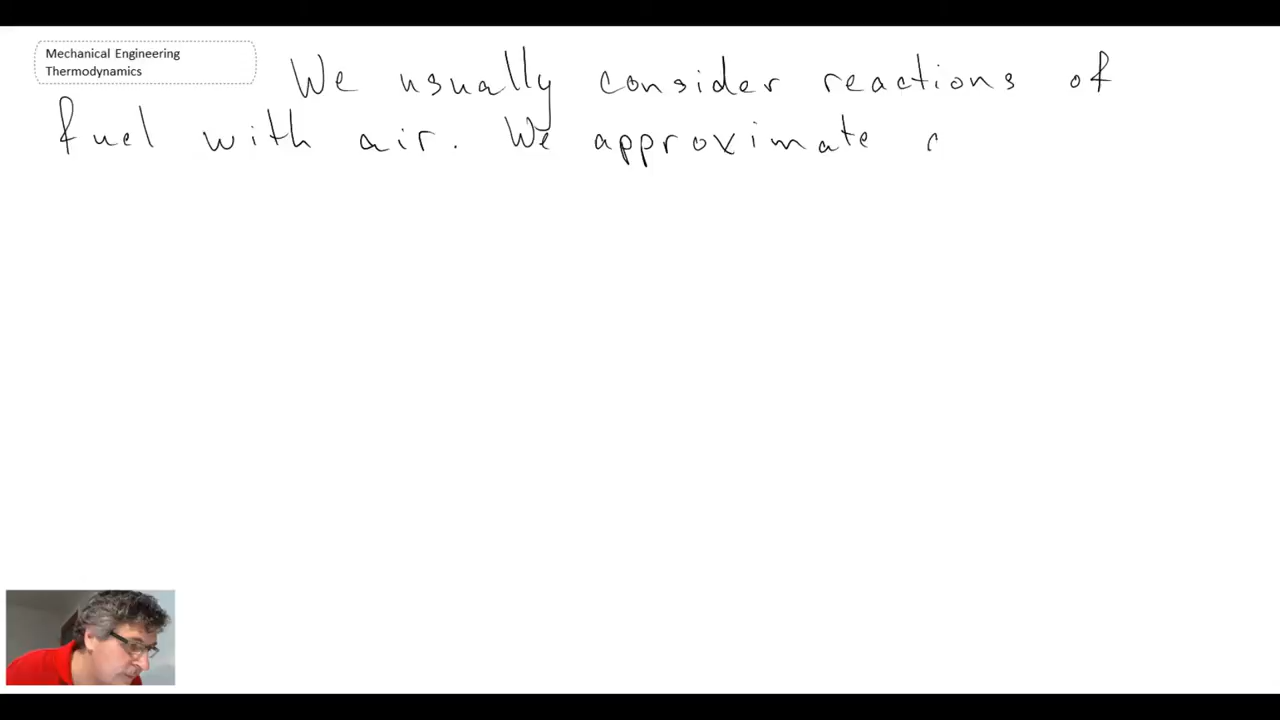 Mechanical Engineering
Thermodynamics
We usually consider reactions of
fuel with air. We approximate